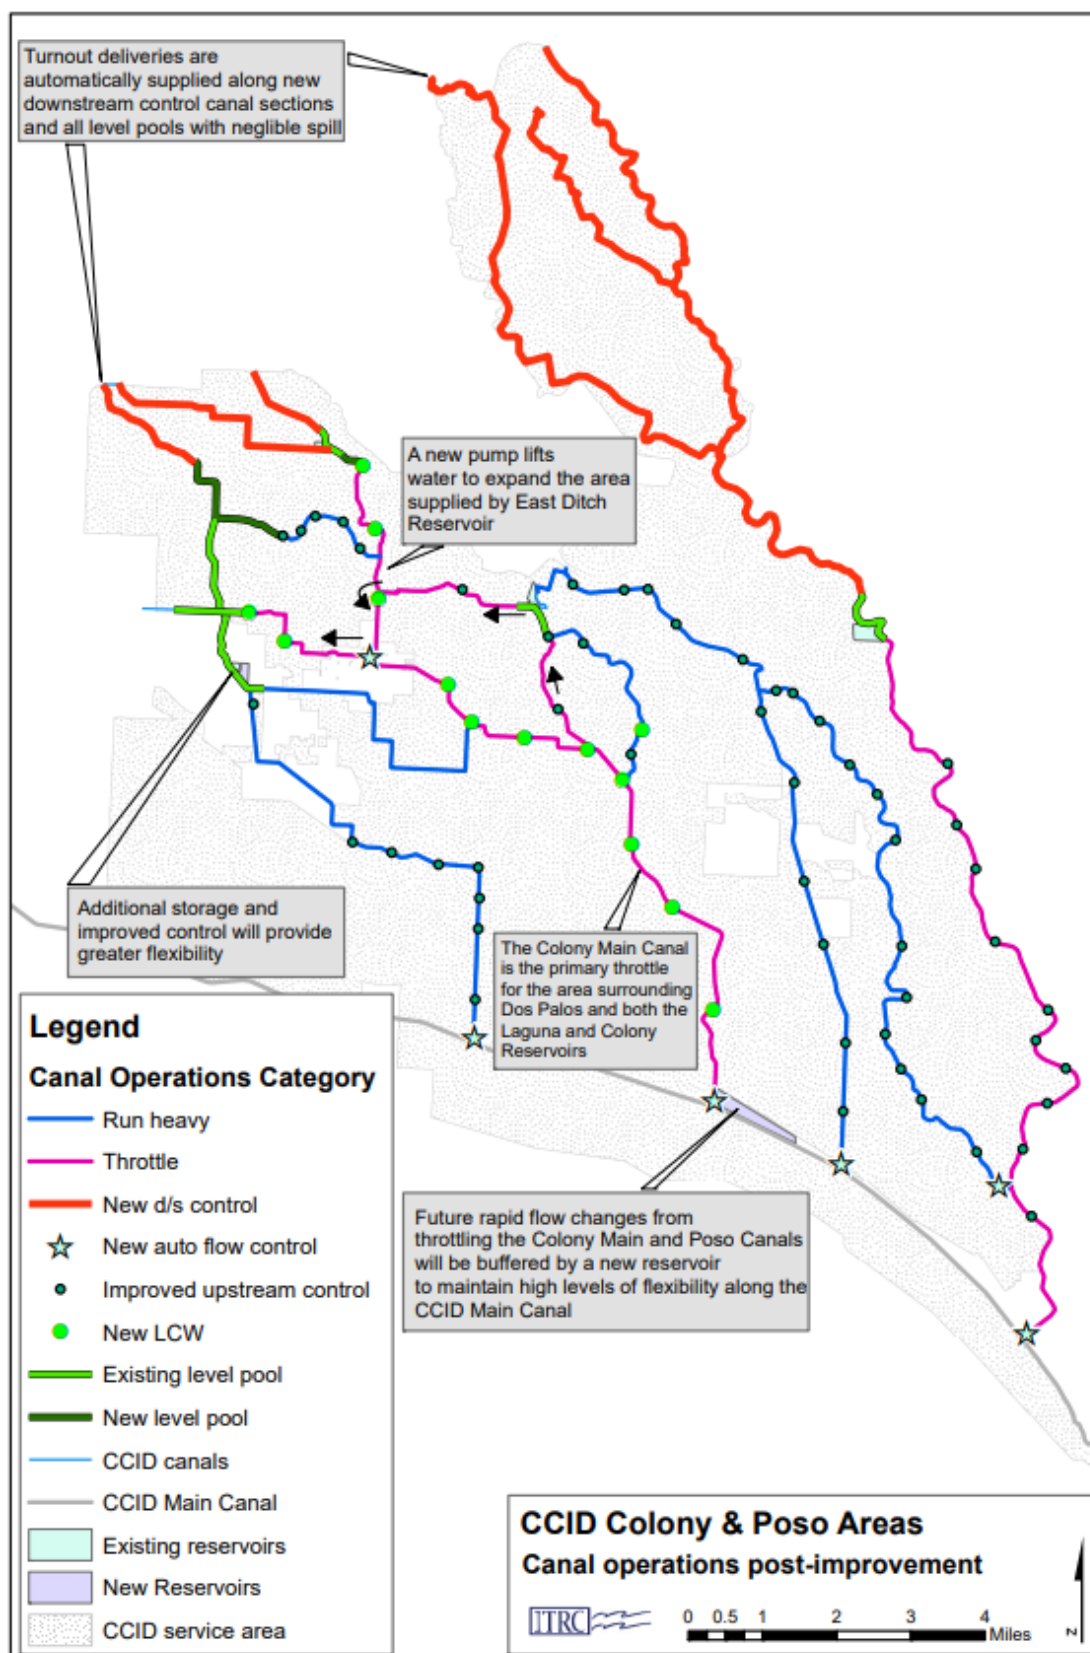 Turnout deliveries are
automatically supplied along new
downstream control canal sections
and all level pools with neglible spill
A new pump lifts
water to expand the area
supplied by East Ditch
Reservoir
Additional storage and
improved control will provide
greater flexibility
The Colony Main Canal
is the primary throttle
for the area surrounding
Dos Palos and both the
Laguna and Colony
Reservoirs
Future rapid flow changes from
throttling the Colony Main and Poso Canals
will be buffered by a new reservoir
to maintain high levels of flexibility along the
CCID Main Canal
Legend
Canal Operations Category
Run heavy
Throttle
New d/s control
New auto flow control
Improved upstream control
New LCW
Existing level pool
New level pool
CCID canals
CCID Main Canal
Existing reservoirs
New Reservoirs
CCID service area
CCID Colony & Poso Areas
Canal operations post-improvement
ITRC
0 0.5 1 2 3 4
Miles
z